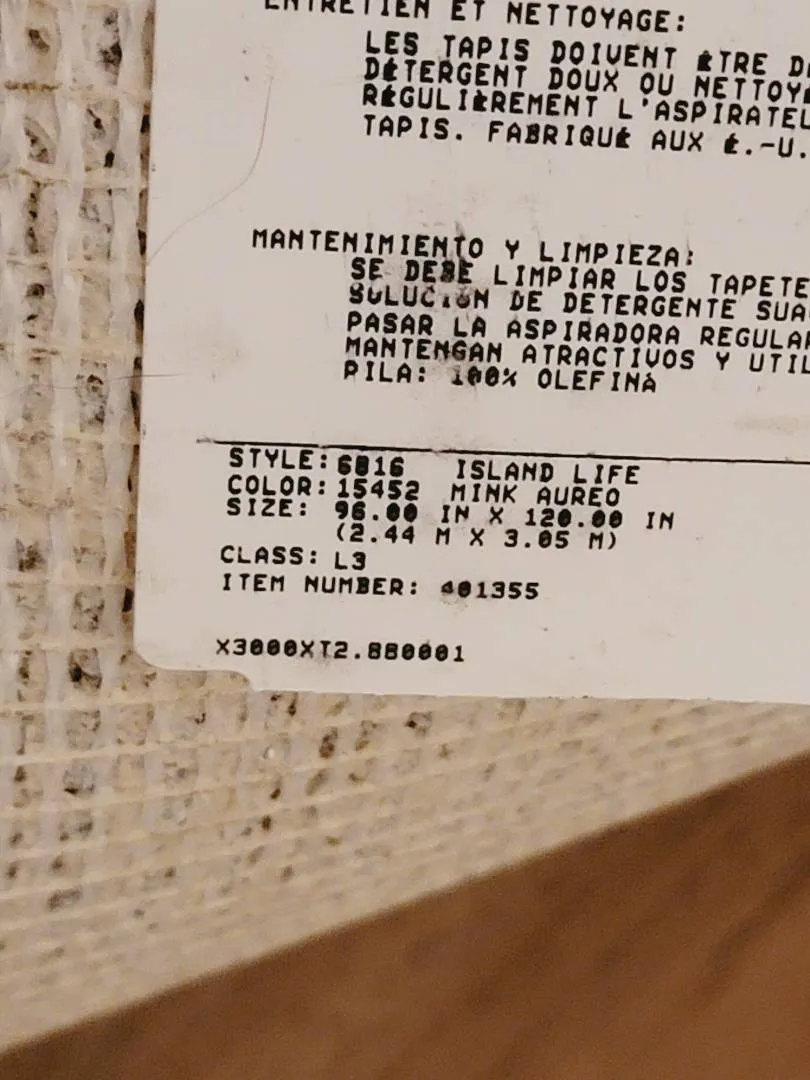 ENTRETIEN ET NETTOYAGE:
LES TAPIS DOIVENT ÊTRE
DÉTERGENT DOUX OU
RÉGULIÈREMENT
TAPIS. FABRIQUÉ AUX É.-U.
MANTENIMIENTO Y LIMPIEZA:
SE DEBE LIMPIAR LOS
SOLUCIÓN DE DETERGENTE
PASAR LA ASPIRADORA
MANTENGAN ATRACTIVOS Y
PILA: 100% OLEFINA
STYLE: 6816 ISLAND LIFE
COLOR: 15452 MINK AUREO
SIZE: 96.00 IN X 120.00 IN
(2.44 M X 3.05 M)
CLASS: L3
ITEM NUMBER: 401355
X3000XT2.880001